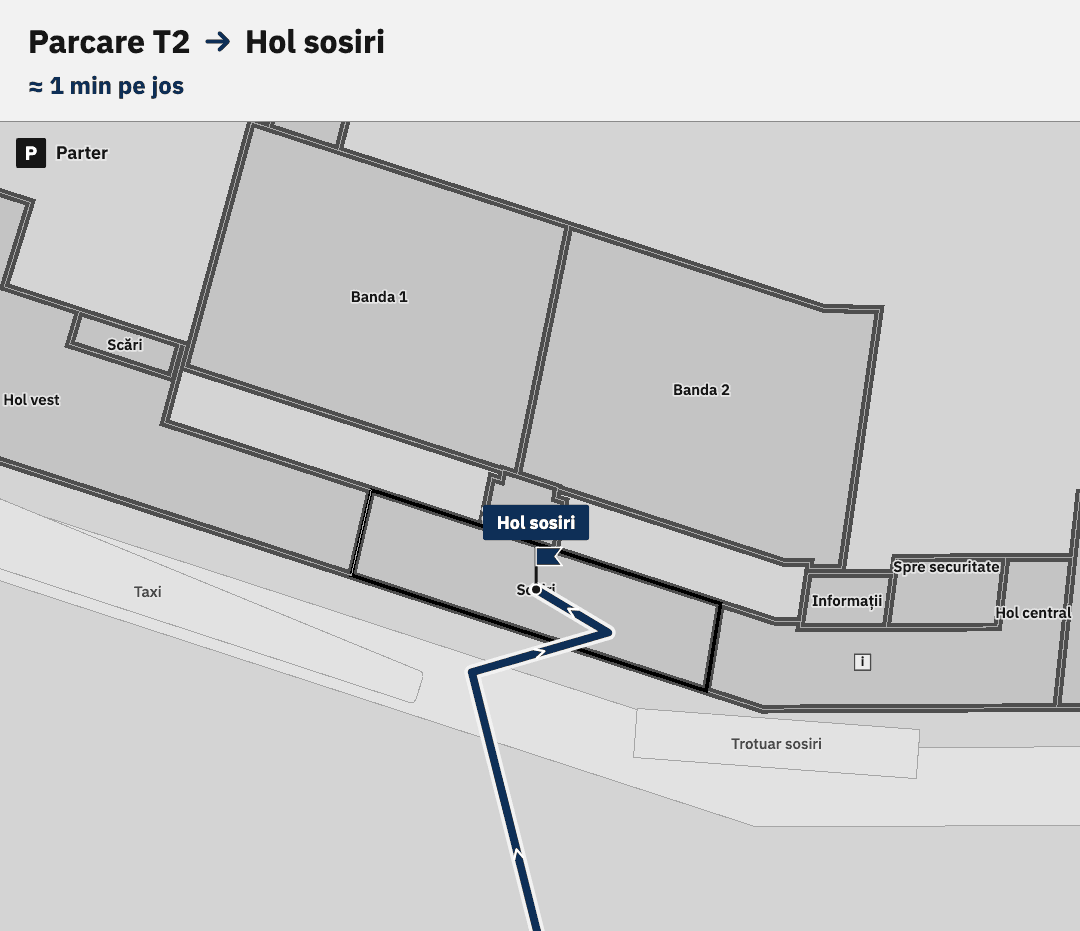 Parcare T2 → Hol sosiri
≈ 1 min pe jos
P Parter
Banda 1
Scări
Banda 2
Hol vest
Hol sosiri
Spre securitate
Taxi
Informații
Hol central
i
Trotuar sosiri